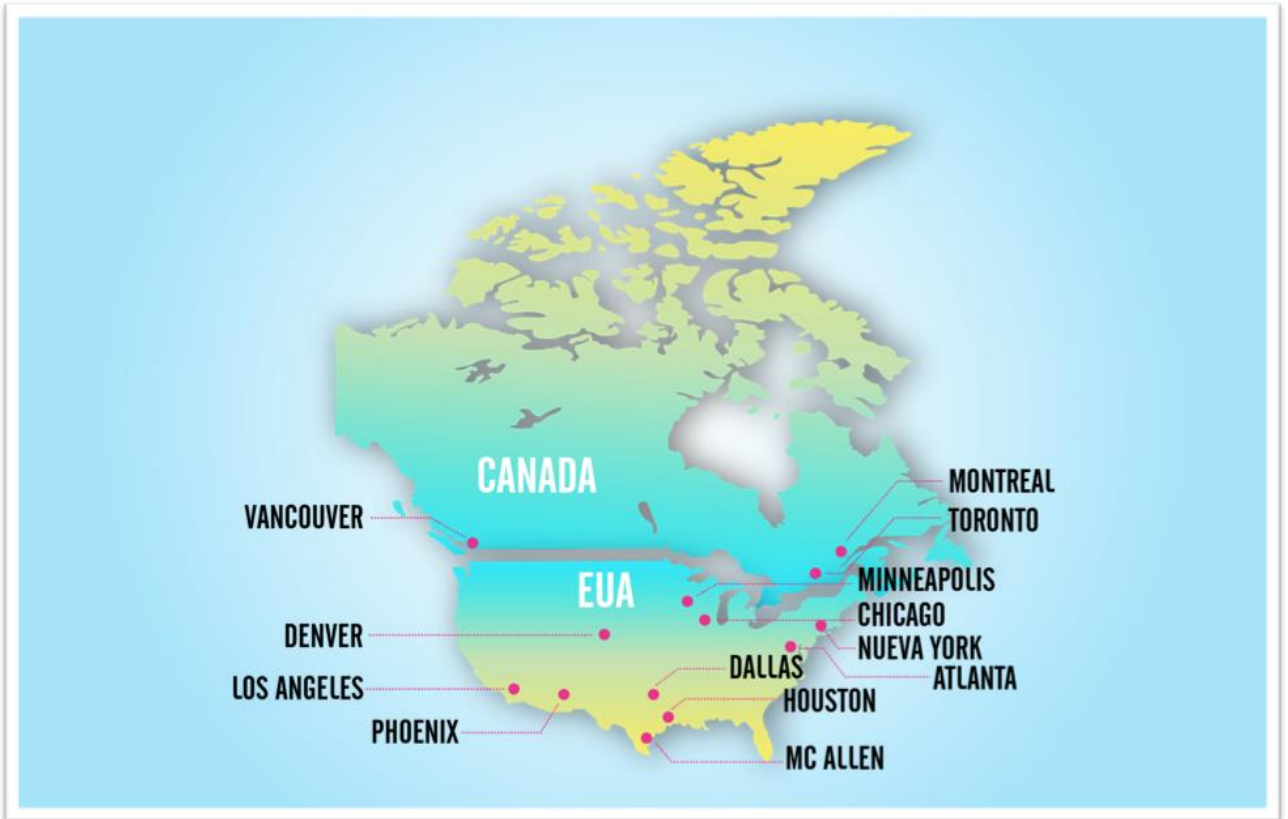 CANADA
MONTREAL
VANCOUVER
TORONTO
MINNEAPOLIS
EUA
CHICAGO
DENVER
NUEVA YORK
DALLAS
ATLANTA
LOS ANGELES
HOUSTON
PHOENIX
MC ALLEN